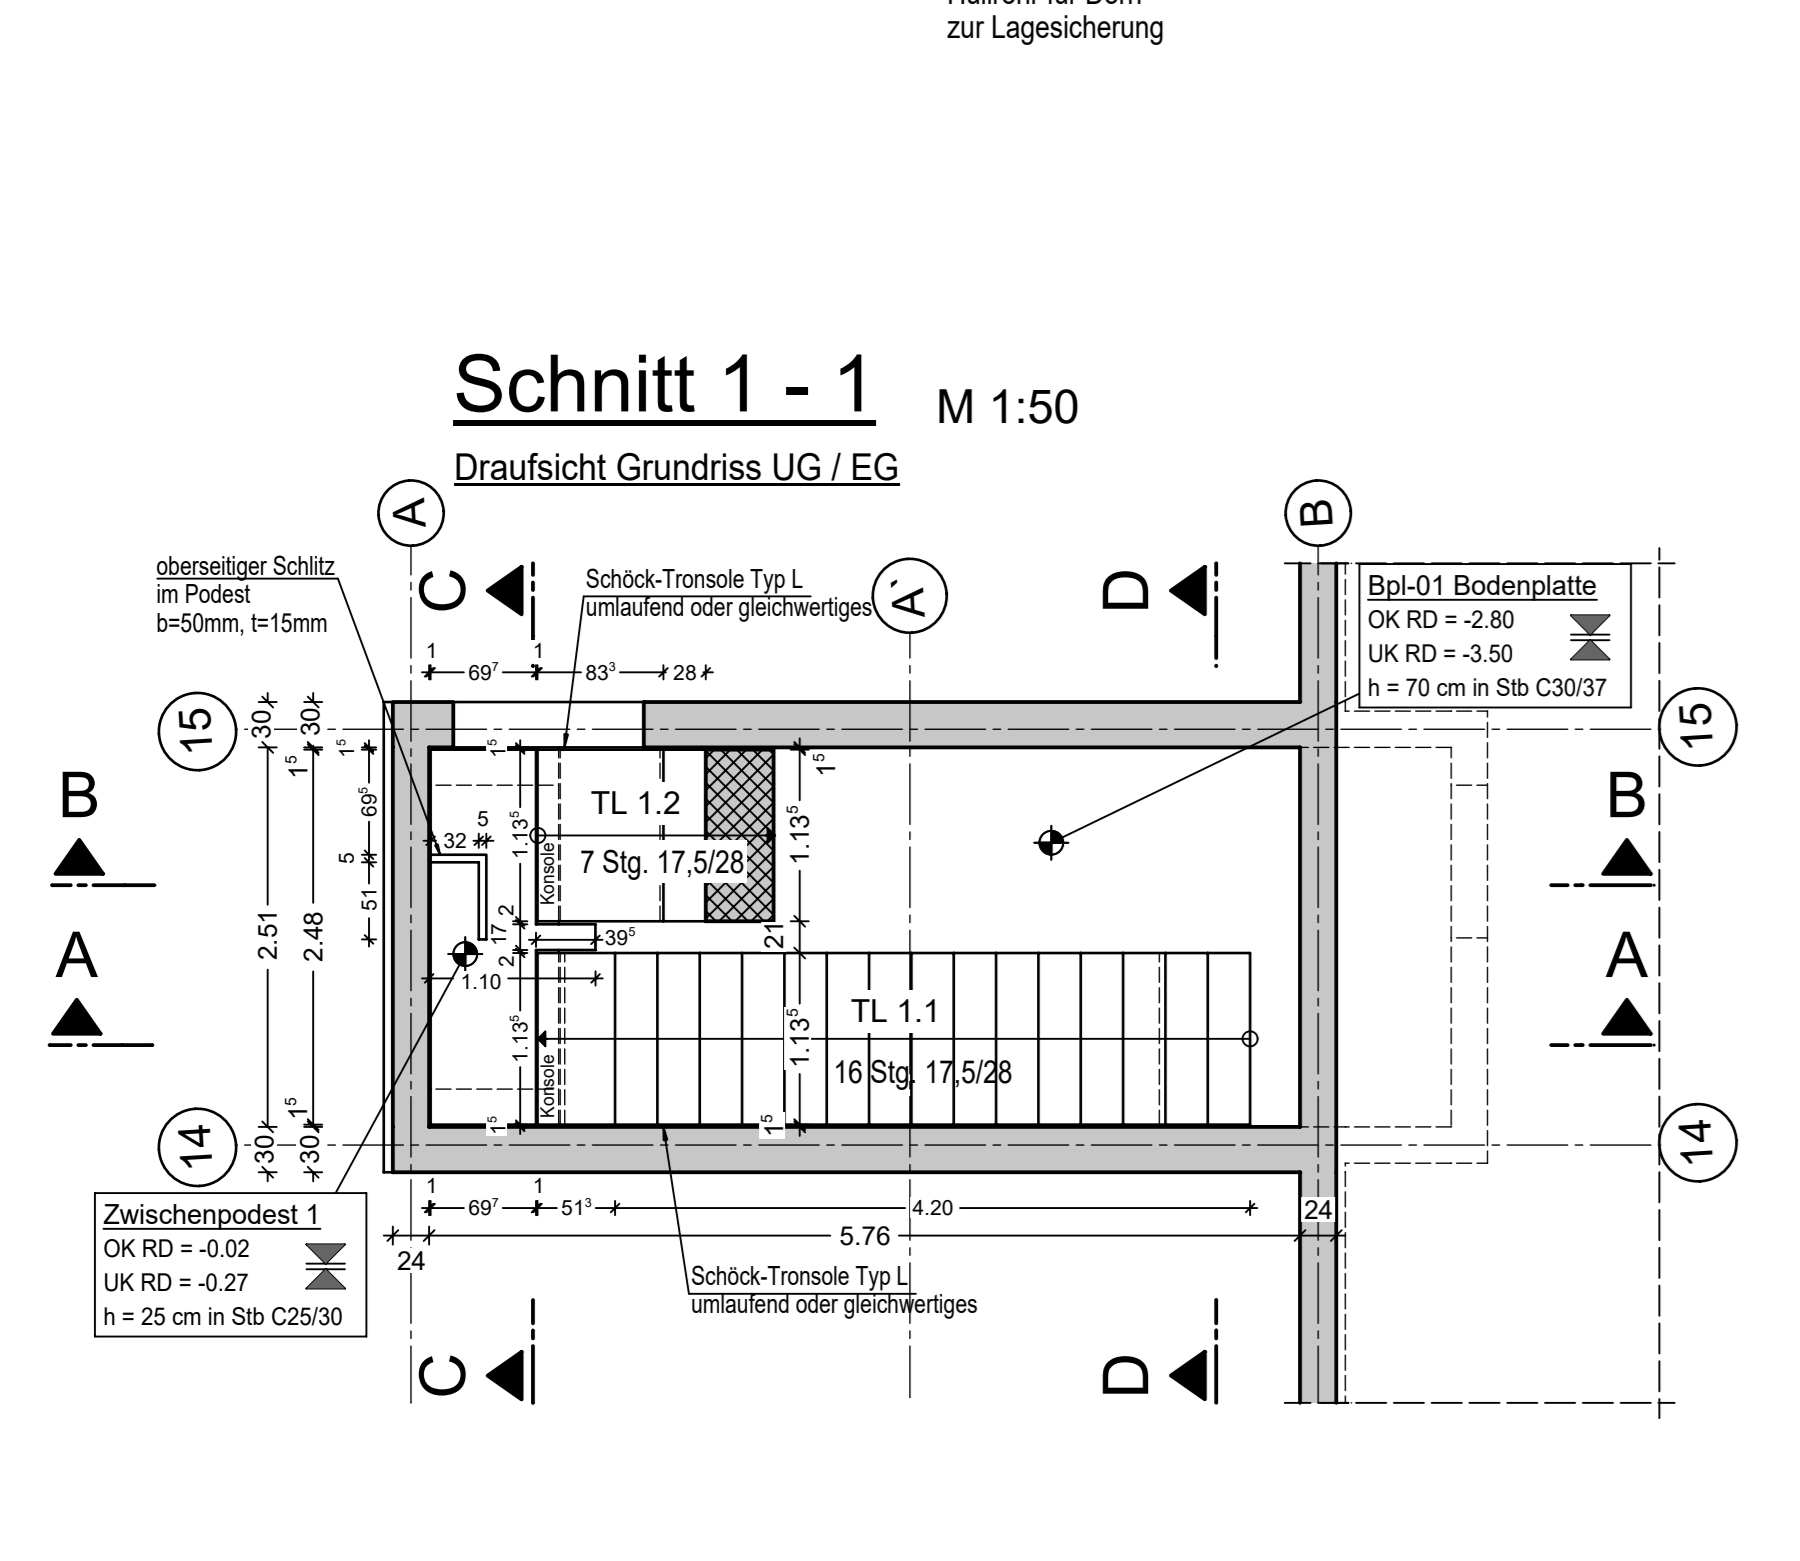 zur Lagesicherung
Schnitt 1 - 1
M 1:50
Draufsicht Grundriss UG / EG
A
B
A`
oberseitiger Schlitz
im Podest
b=50mm, t=15mm
C
Schöck-Tronsole Typ L
umlaufend oder gleichwertiges
D
Bpl-01 Bodenplatte
OK RD = -2.80
UK RD = -3.50
h = 70 cm in Stb C30/37
1
69⁷
1
83³
28
15
30
30
15
1⁵
1⁵
1⁵
1⁵
B
B
69⁵
5
51
32
5
1.13⁵
Konsole
TL 1.2
7 Stg. 17,5/28
1.13⁵
2.51
2.48
2
17
2
39⁵
21
A
A
1.10
TL 1.1
16 Stg. 17,5/28
1.13⁵
Konsole
1.13⁵
1⁵
1⁵
1⁵
14
30
30
14
1
69⁷
1
51³
4.20
24
5.76
24
Zwischenpodest 1
OK RD = -0.02
UK RD = -0.27
h = 25 cm in Stb C25/30
Schöck-Tronsole Typ L
umlaufend oder gleichwertiges
C
D